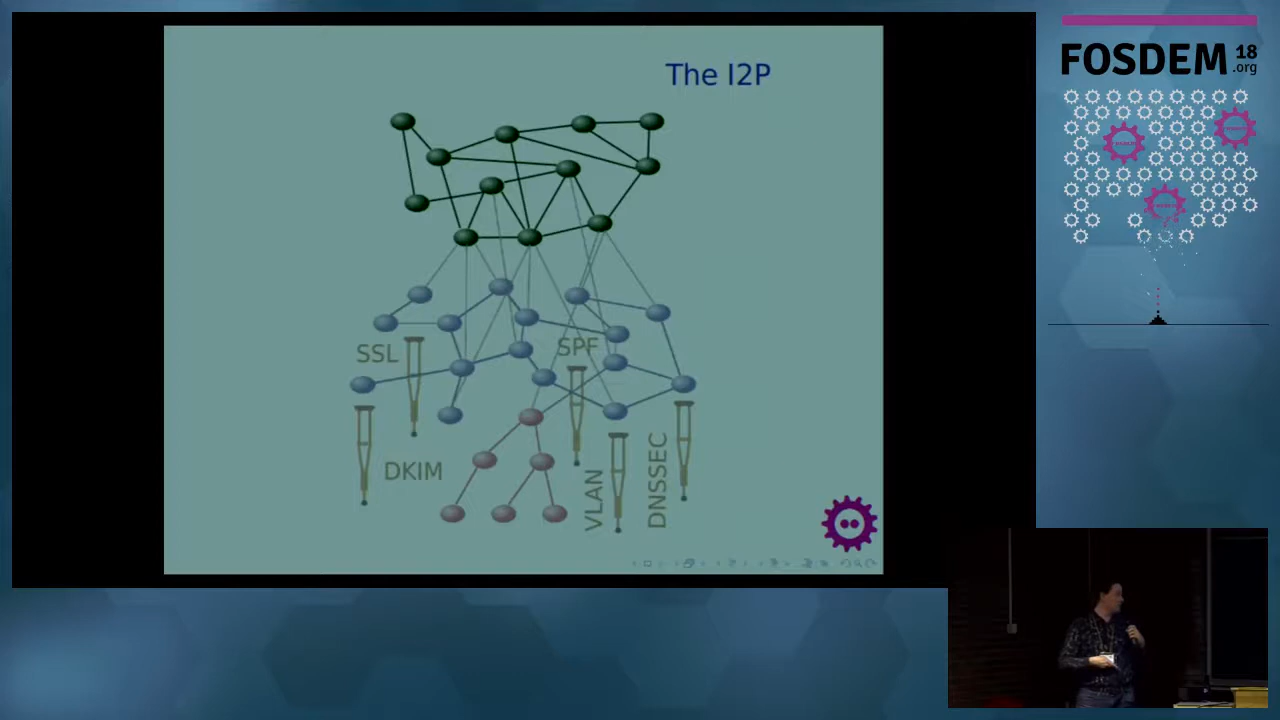 The I2P
SSL
SPF
DKIM
VLAN
DNSSEC
FOSDEM 18
.org